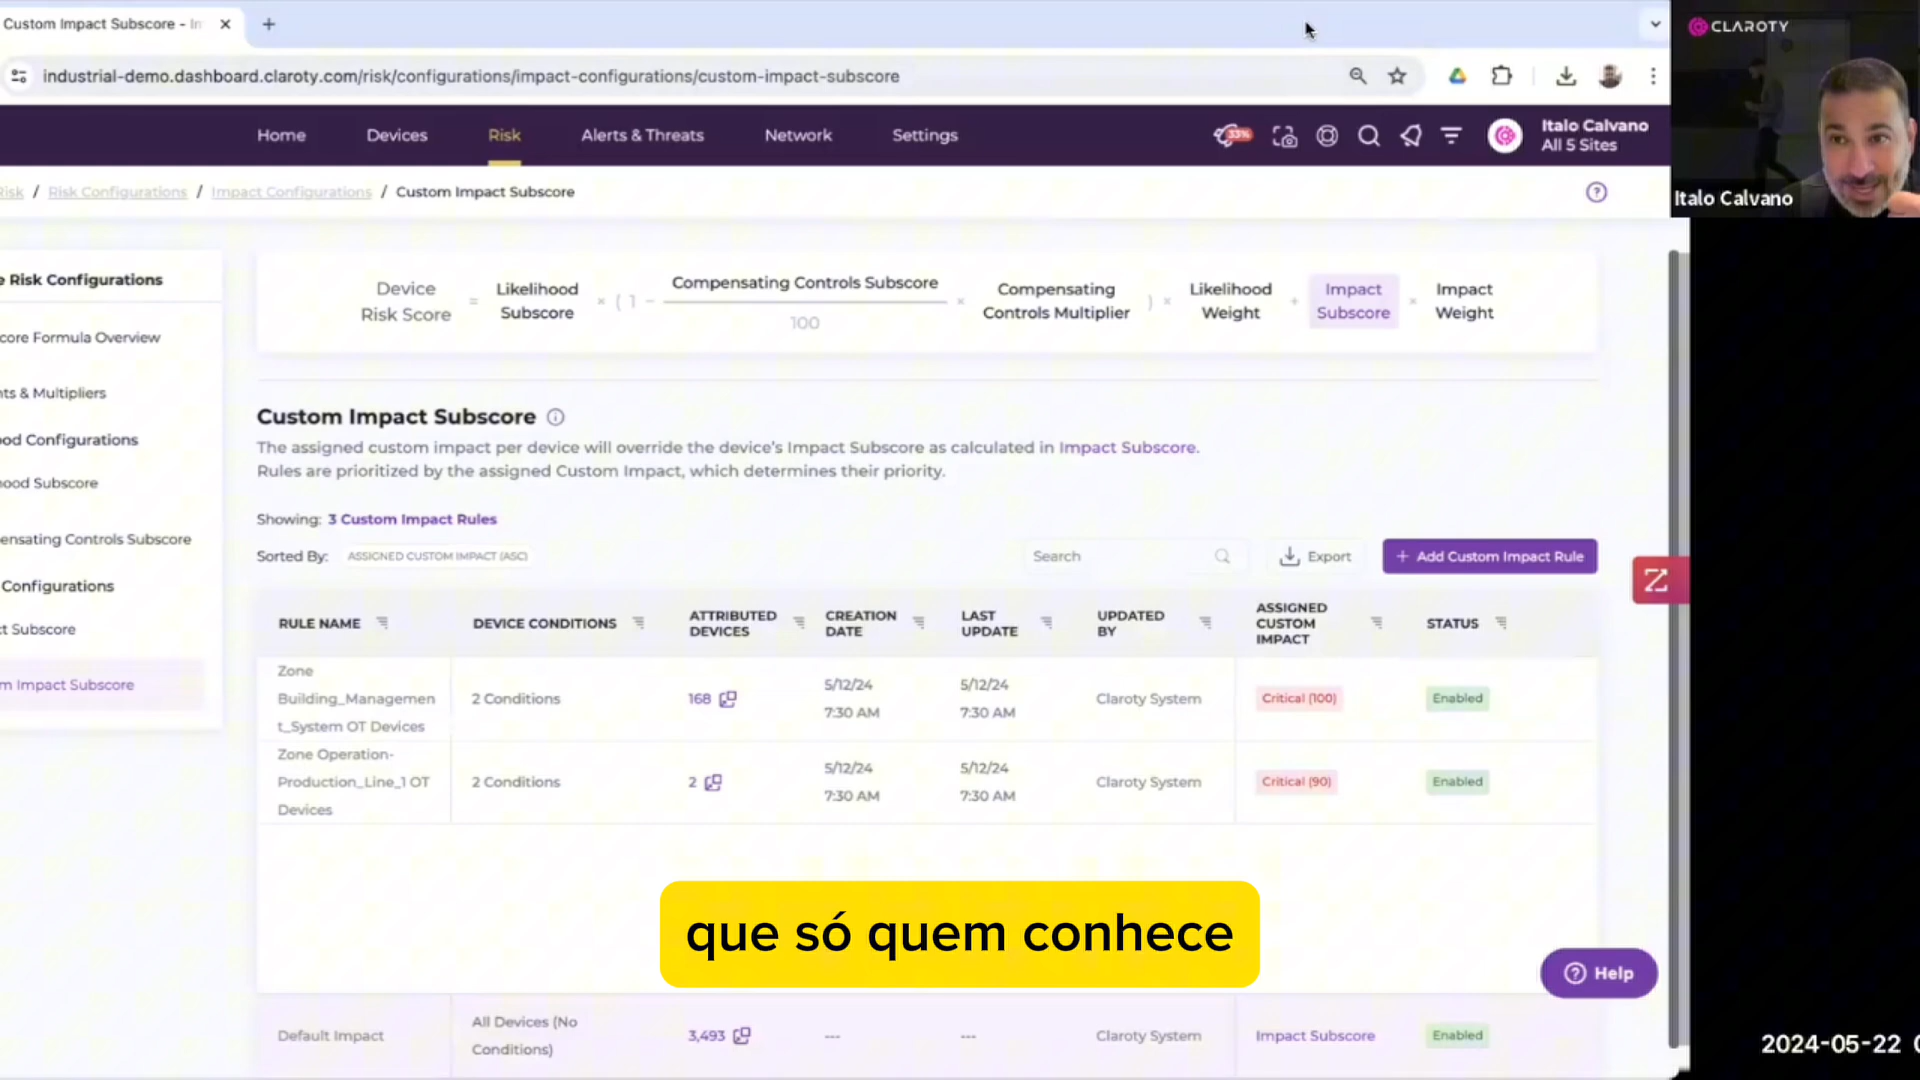 Custom Impact Subscore - In
industrial-demo.dashboard.claroty.com/risk/configurations/impact-configurations/custom-impact-subscore
CLAROTY
Home Devices Risk Alerts & Threats Network Settings
33%
Italo Calvano
All 5 Sites
Italo Calvano
Risk / Risk Configurations / Impact Configurations / Custom Impact Subscore
e Risk Configurations
core Formula Overview
hts & Multipliers
ood Configurations
hood Subscore
ensating Controls Subscore
Configurations
ct Subscore
m Impact Subscore
Device Risk Score = Likelihood Subscore × ( 1 − Compensating Controls Subscore / 100 × Compensating Controls Multiplier ) × Likelihood Weight + Impact Subscore × Impact Weight
Custom Impact Subscore
The assigned custom impact per device will override the device's Impact Subscore as calculated in Impact Subscore.
Rules are prioritized by the assigned Custom Impact, which determines their priority.
Showing: 3 Custom Impact Rules
Sorted By: ASSIGNED CUSTOM IMPACT (ASC)
Search
Export
+ Add Custom Impact Rule
RULE NAME DEVICE CONDITIONS ATTRIBUTED DEVICES CREATION DATE LAST UPDATE UPDATED BY ASSIGNED CUSTOM IMPACT STATUS
Zone Building_Management_System OT Devices 2 Conditions 168 5/12/24 7:30 AM 5/12/24 7:30 AM Claroty System Critical (100) Enabled
Zone Operation-Production_Line_1 OT Devices 2 Conditions 2 5/12/24 7:30 AM 5/12/24 7:30 AM Claroty System Critical (90) Enabled
que só quem conhece
Help
Default Impact All Devices (No Conditions) 3,493 --- --- Claroty System Impact Subscore Enabled
2024-05-22